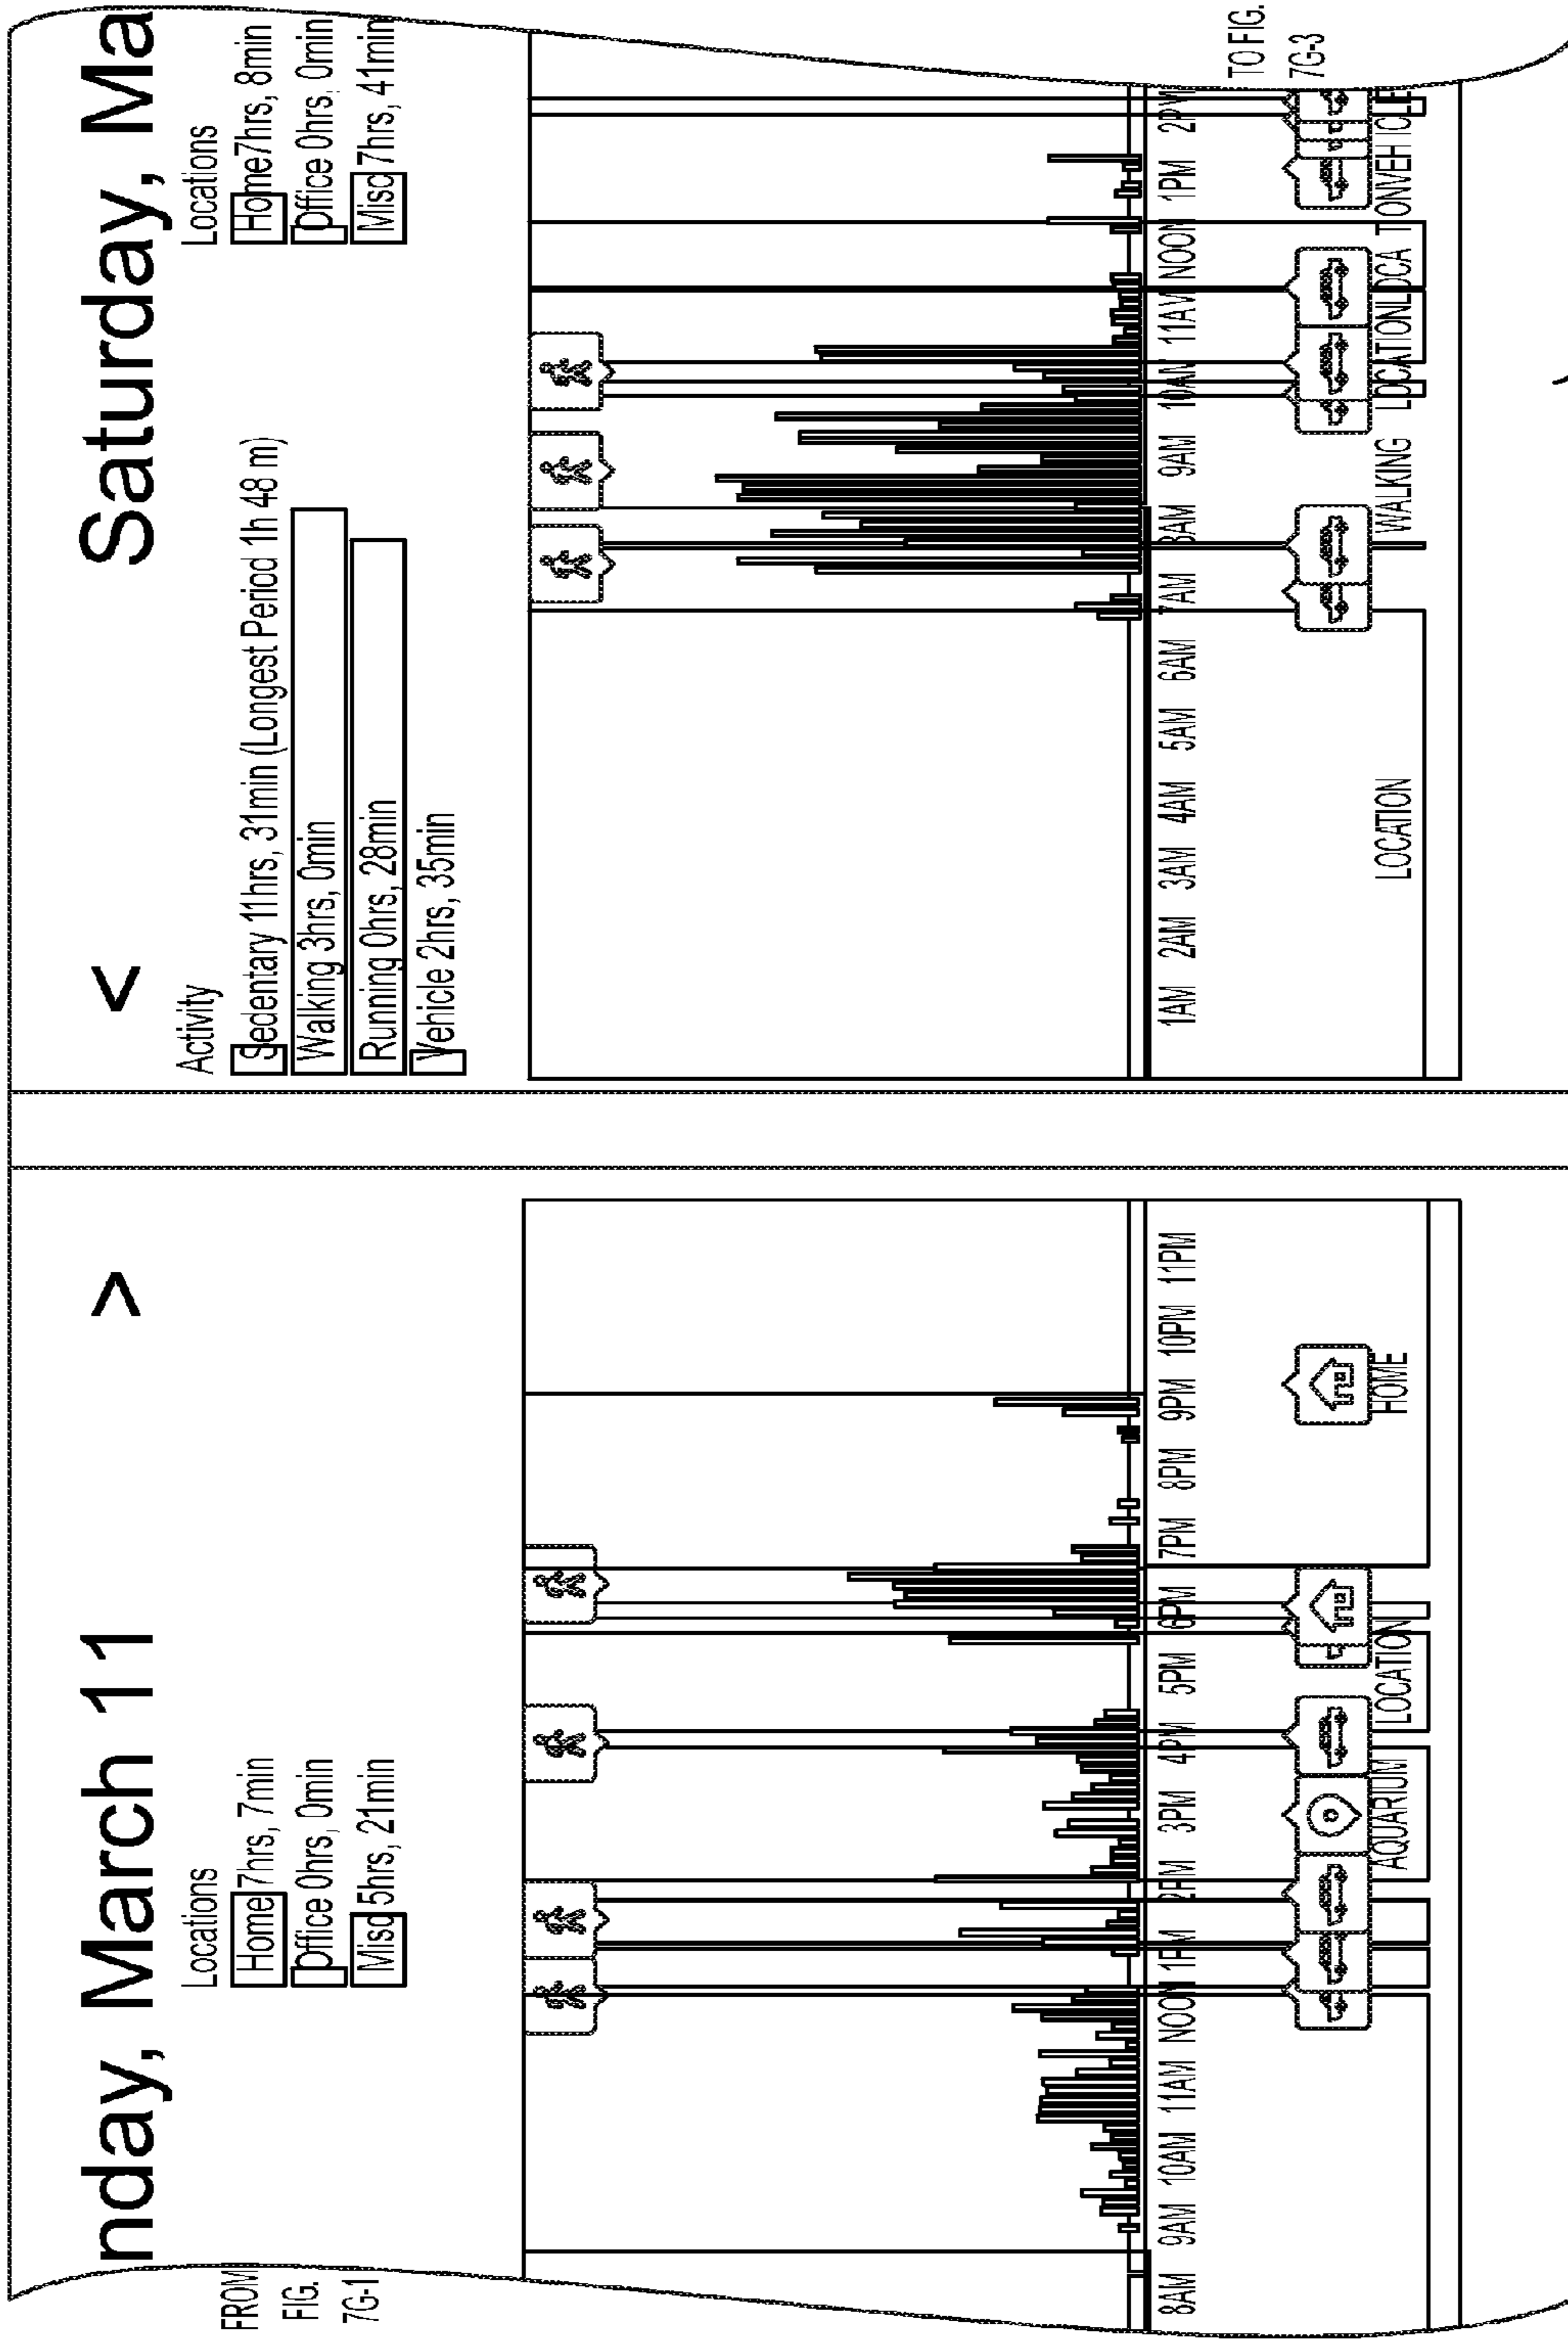 FROM
FIG.
7G-1
nday, March 11 >
Locations
Home 7hrs, 7min
Office 0hrs, 0min
Misc 5hrs, 21min
8AM 9AM 10AM 11AM NOON 1PM 2PM 3PM 4PM 5PM 6PM 7PM 8PM 9PM 10PM 11PM
AQUARIUM LOCATION HOME
< Saturday, Ma
Activity
Sedentary 11hrs, 31min (Longest Period 1h 48 m)
Walking 3hrs, 0min
Running 0hrs, 28min
Vehicle 2hrs, 35min
Locations
Home7hrs, 8min
Office 0hrs, 0min
Misc 7hrs, 41min
1AM 2AM 3AM 4AM 5AM 6AM 7AM 8AM 9AM 10AM 11AM NOON 1PM 2PM
LOCATION WALKING LOCATION LOCA TION VEHICLE
TO FIG.
7G-3